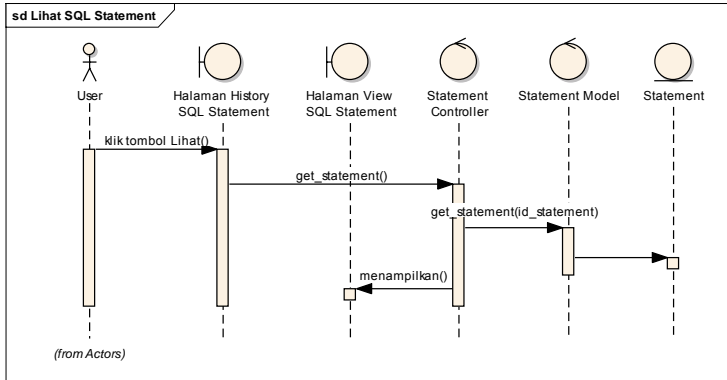 sd Lihat SQL Statement
User
Halaman History
SQL Statement
Halaman View
SQL Statement
Statement
Controller
Statement Model
Statement
klik tombol Lihat()
get_statement()
get_statement(id_statement)
menampilkan()
(from Actors)